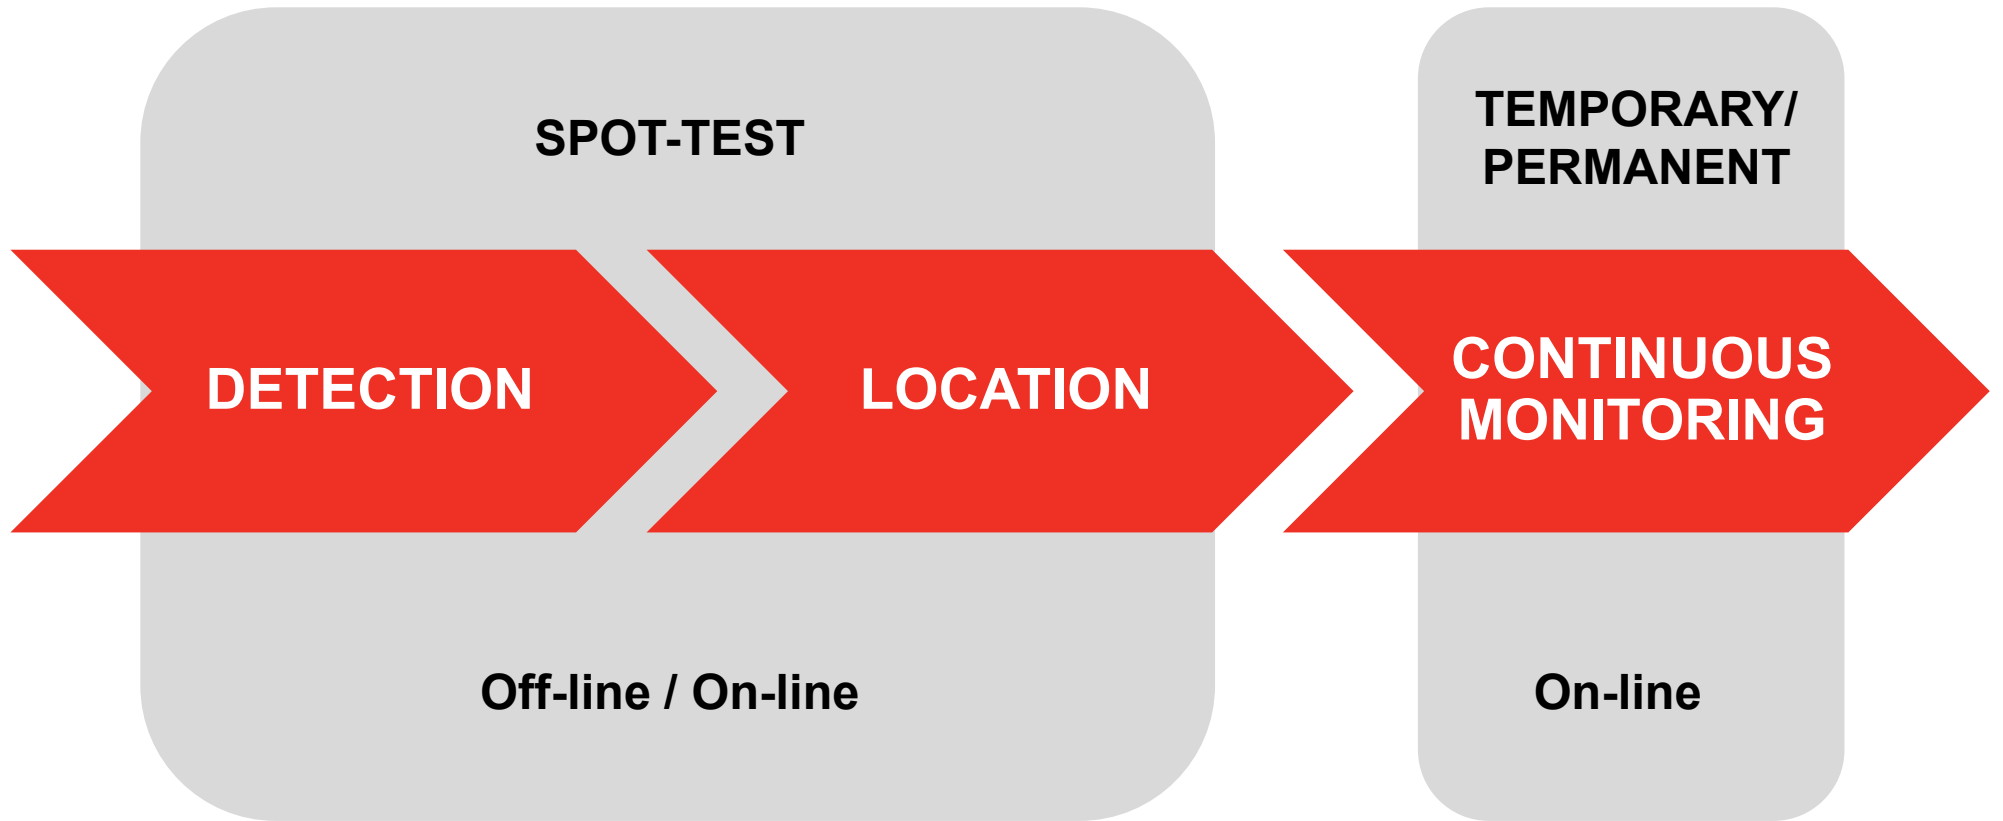 SPOT-TEST
TEMPORARY/
PERMANENT
DETECTION
LOCATION
CONTINUOUS
MONITORING
Off-line / On-line
On-line